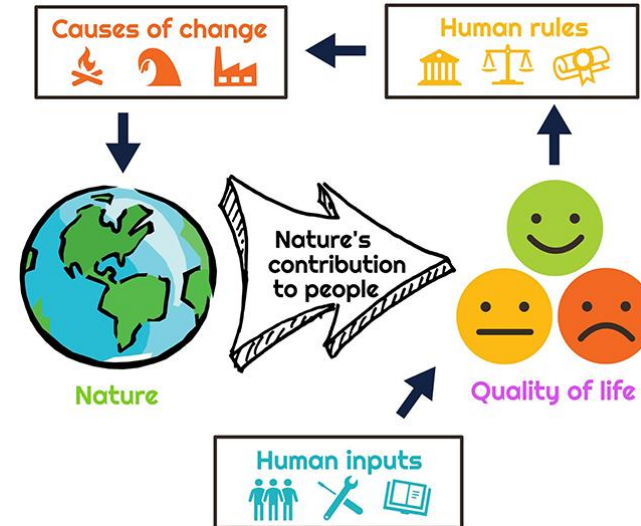 Causes of change
Human rules
Nature's
contribution
to people
Nature
Quality of life
Human inputs